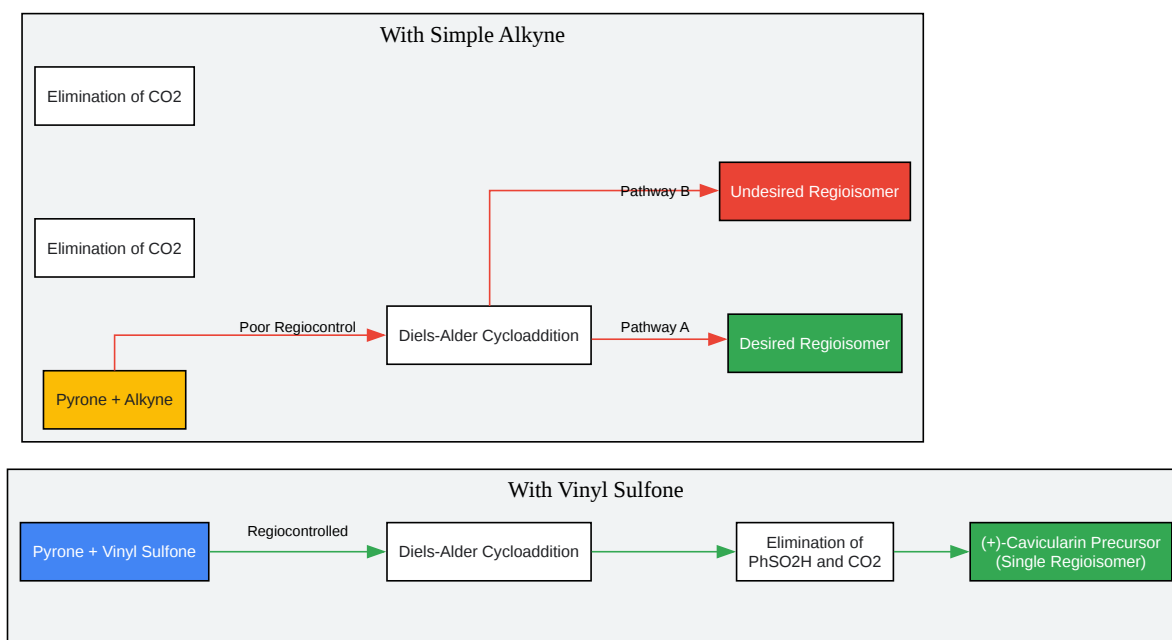 With Simple Alkyne
Elimination of CO2
Pathway B
Undesired Regioisomer
Elimination of CO2
Poor Regiocontrol
Diels-Alder Cycloaddition
Pathway A
Desired Regioisomer
Pyrone + Alkyne
With Vinyl Sulfone
Pyrone + Vinyl Sulfone
Regiocontrolled
Diels-Alder Cycloaddition
Elimination of
PhSO2H and CO2
(+)-Cavicularin Precursor
(Single Regioisomer)